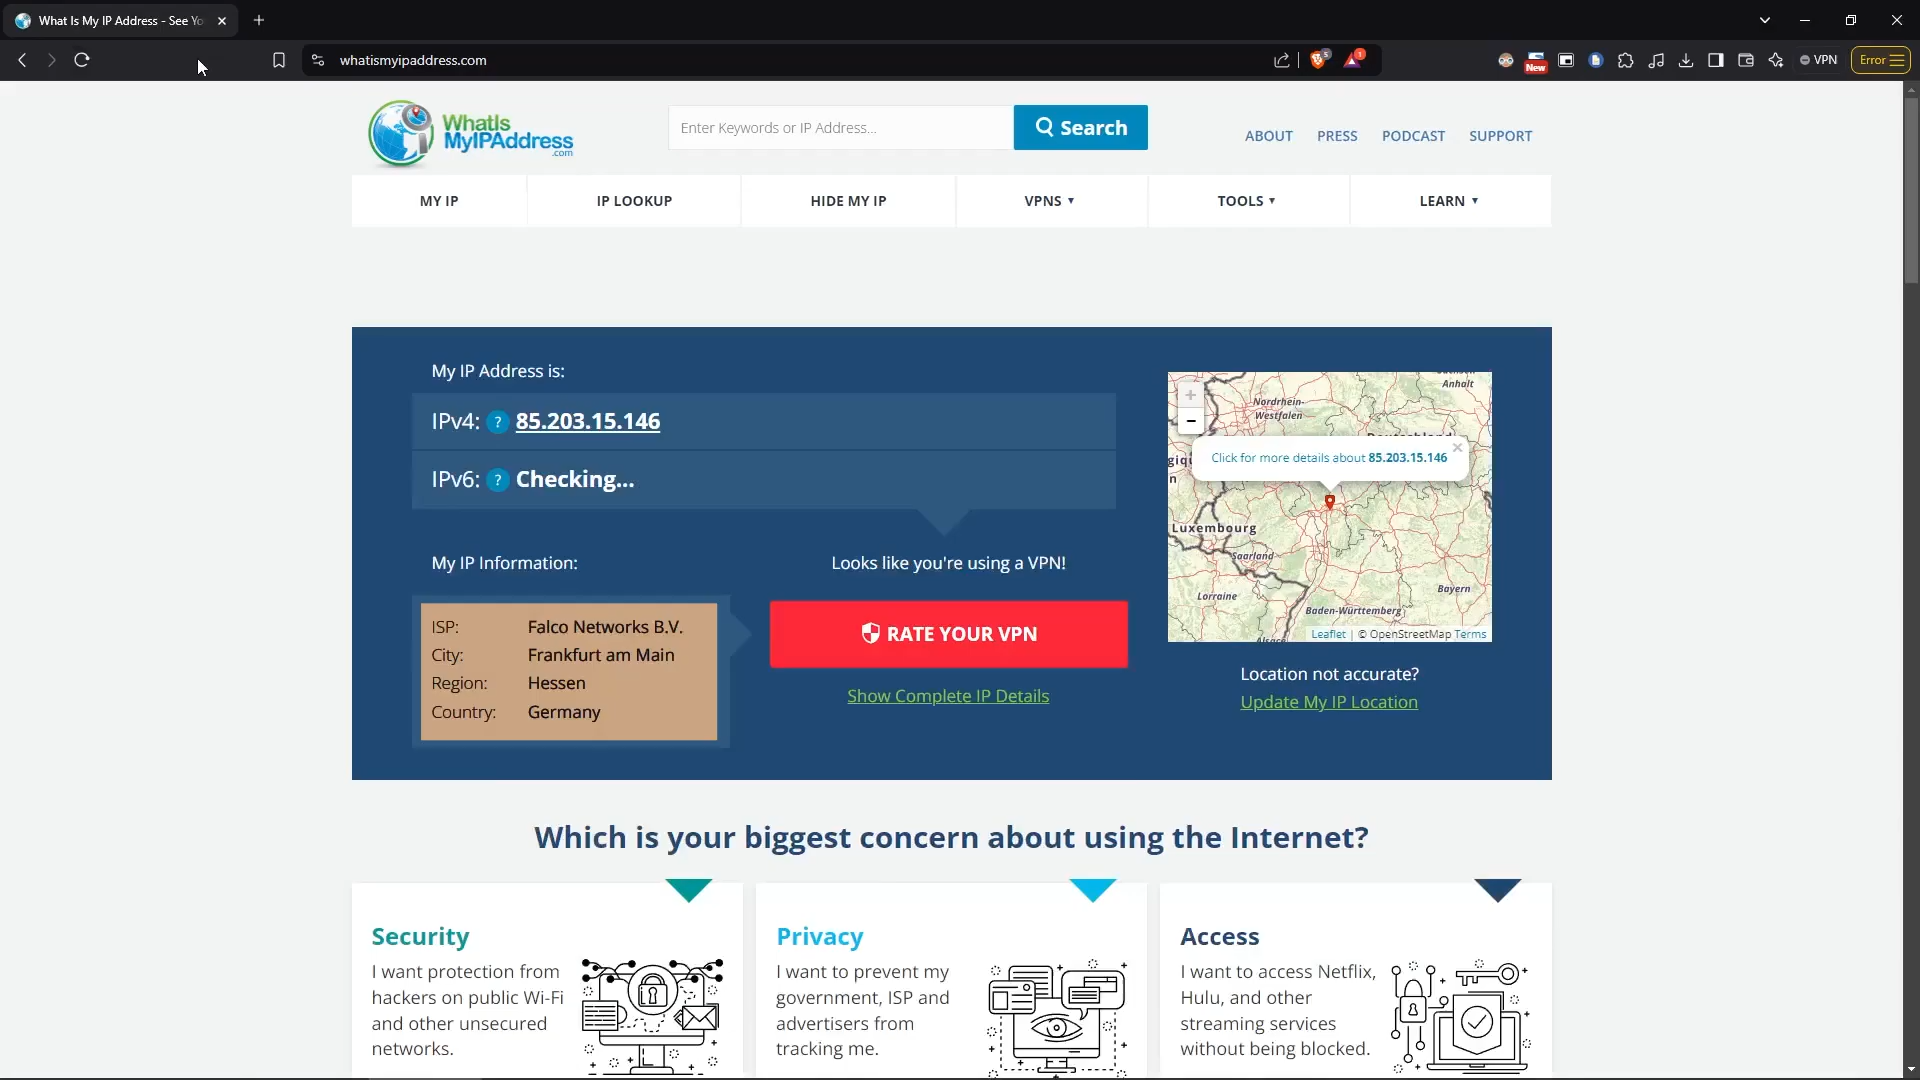 What Is My IP Address - See Yo
whatismyipaddress.com
5
1
New
VPN
Error
WhatIs
MyIPAddress
.com
Enter Keywords or IP Address...
Search
ABOUT
PRESS
PODCAST
SUPPORT
MY IP
IP LOOKUP
HIDE MY IP
VPNS
TOOLS
LEARN
My IP Address is:
IPv4: ? 85.203.15.146
IPv6: ? Checking...
My IP Information:
ISP: Falco Networks B.V.
City: Frankfurt am Main
Region: Hessen
Country: Germany
Looks like you're using a VPN!
RATE YOUR VPN
Show Complete IP Details
Anhalt
Nordrhein-
Westfalen
+
−
Click for more details about 85.203.15.146
×
Luxembourg
Saarland
Lorraine
Bayern
Baden-Württemberg
Leaflet | © OpenStreetMap Terms
Location not accurate?
Update My IP Location
Which is your biggest concern about using the Internet?
Security
I want protection from
hackers on public Wi-Fi
and other unsecured
networks.
Privacy
I want to prevent my
government, ISP and
advertisers from
tracking me.
Access
I want to access Netflix,
Hulu, and other
streaming services
without being blocked.